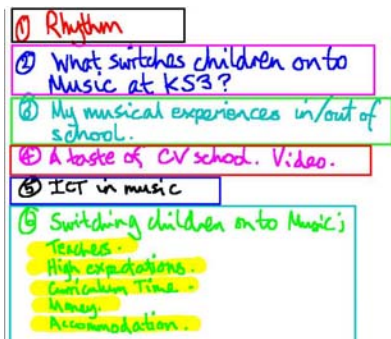 ① Rhythm
② What switches children onto
Music at KS3?
③ My musical experiences in/out of
school.
④ A taste of CV school. Video.
⑤ ICT in music
⑥ Switching children onto Music;
Teachers.
High expectations.
Curriculum Time.
Money.
Accommodation.